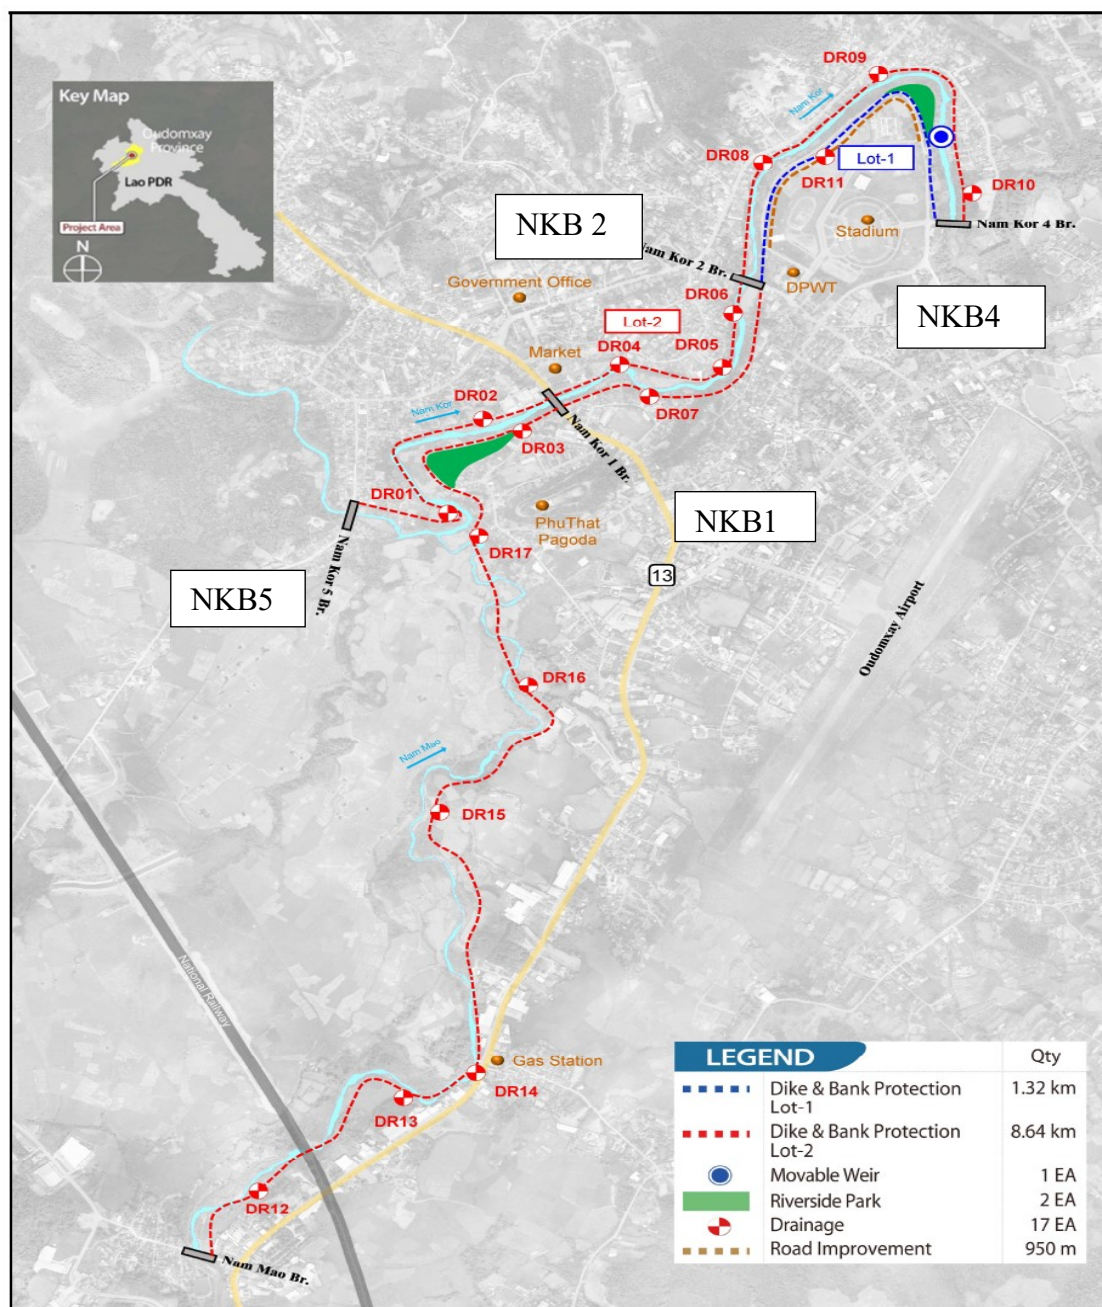 Key Map
Oudomxay
Province
Lao PDR
Project Area
N
DR09
Nam Kor
DR08
DR11
Lot-1
DR10
NKB 2
Stadium
Nam Kor 4 Br.
Nam Kor 2 Br.
DPWT
Government Office
DR06
NKB4
Lot-2
DR04
DR05
Market
DR02
Nam Kor
DR07
DR03
Nam Kor 1 Br.
DR01
PhuThat
Pagoda
NKB1
DR17
Nam Kor 5 Br.
13
NKB5
Oudomxay Airport
DR16
Nam Mao
DR15
National Railway
Gas Station
DR14
DR13
DR12
Nam Mao Br.
LEGEND Qty
Dike & Bank Protection 1.32 km
Lot-1
Dike & Bank Protection 8.64 km
Lot-2
Movable Weir 1 EA
Riverside Park 2 EA
Drainage 17 EA
Road Improvement 950 m